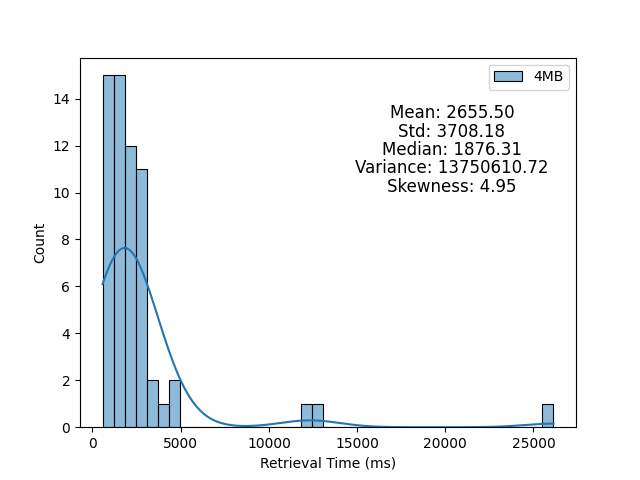 4MB
Mean: 2655.50
Std: 3708.18
Median: 1876.31
Variance: 13750610.72
Skewness: 4.95
14
12
10
8
6
4
2
0
Count
0 5000 10000 15000 20000 25000
Retrieval Time (ms)